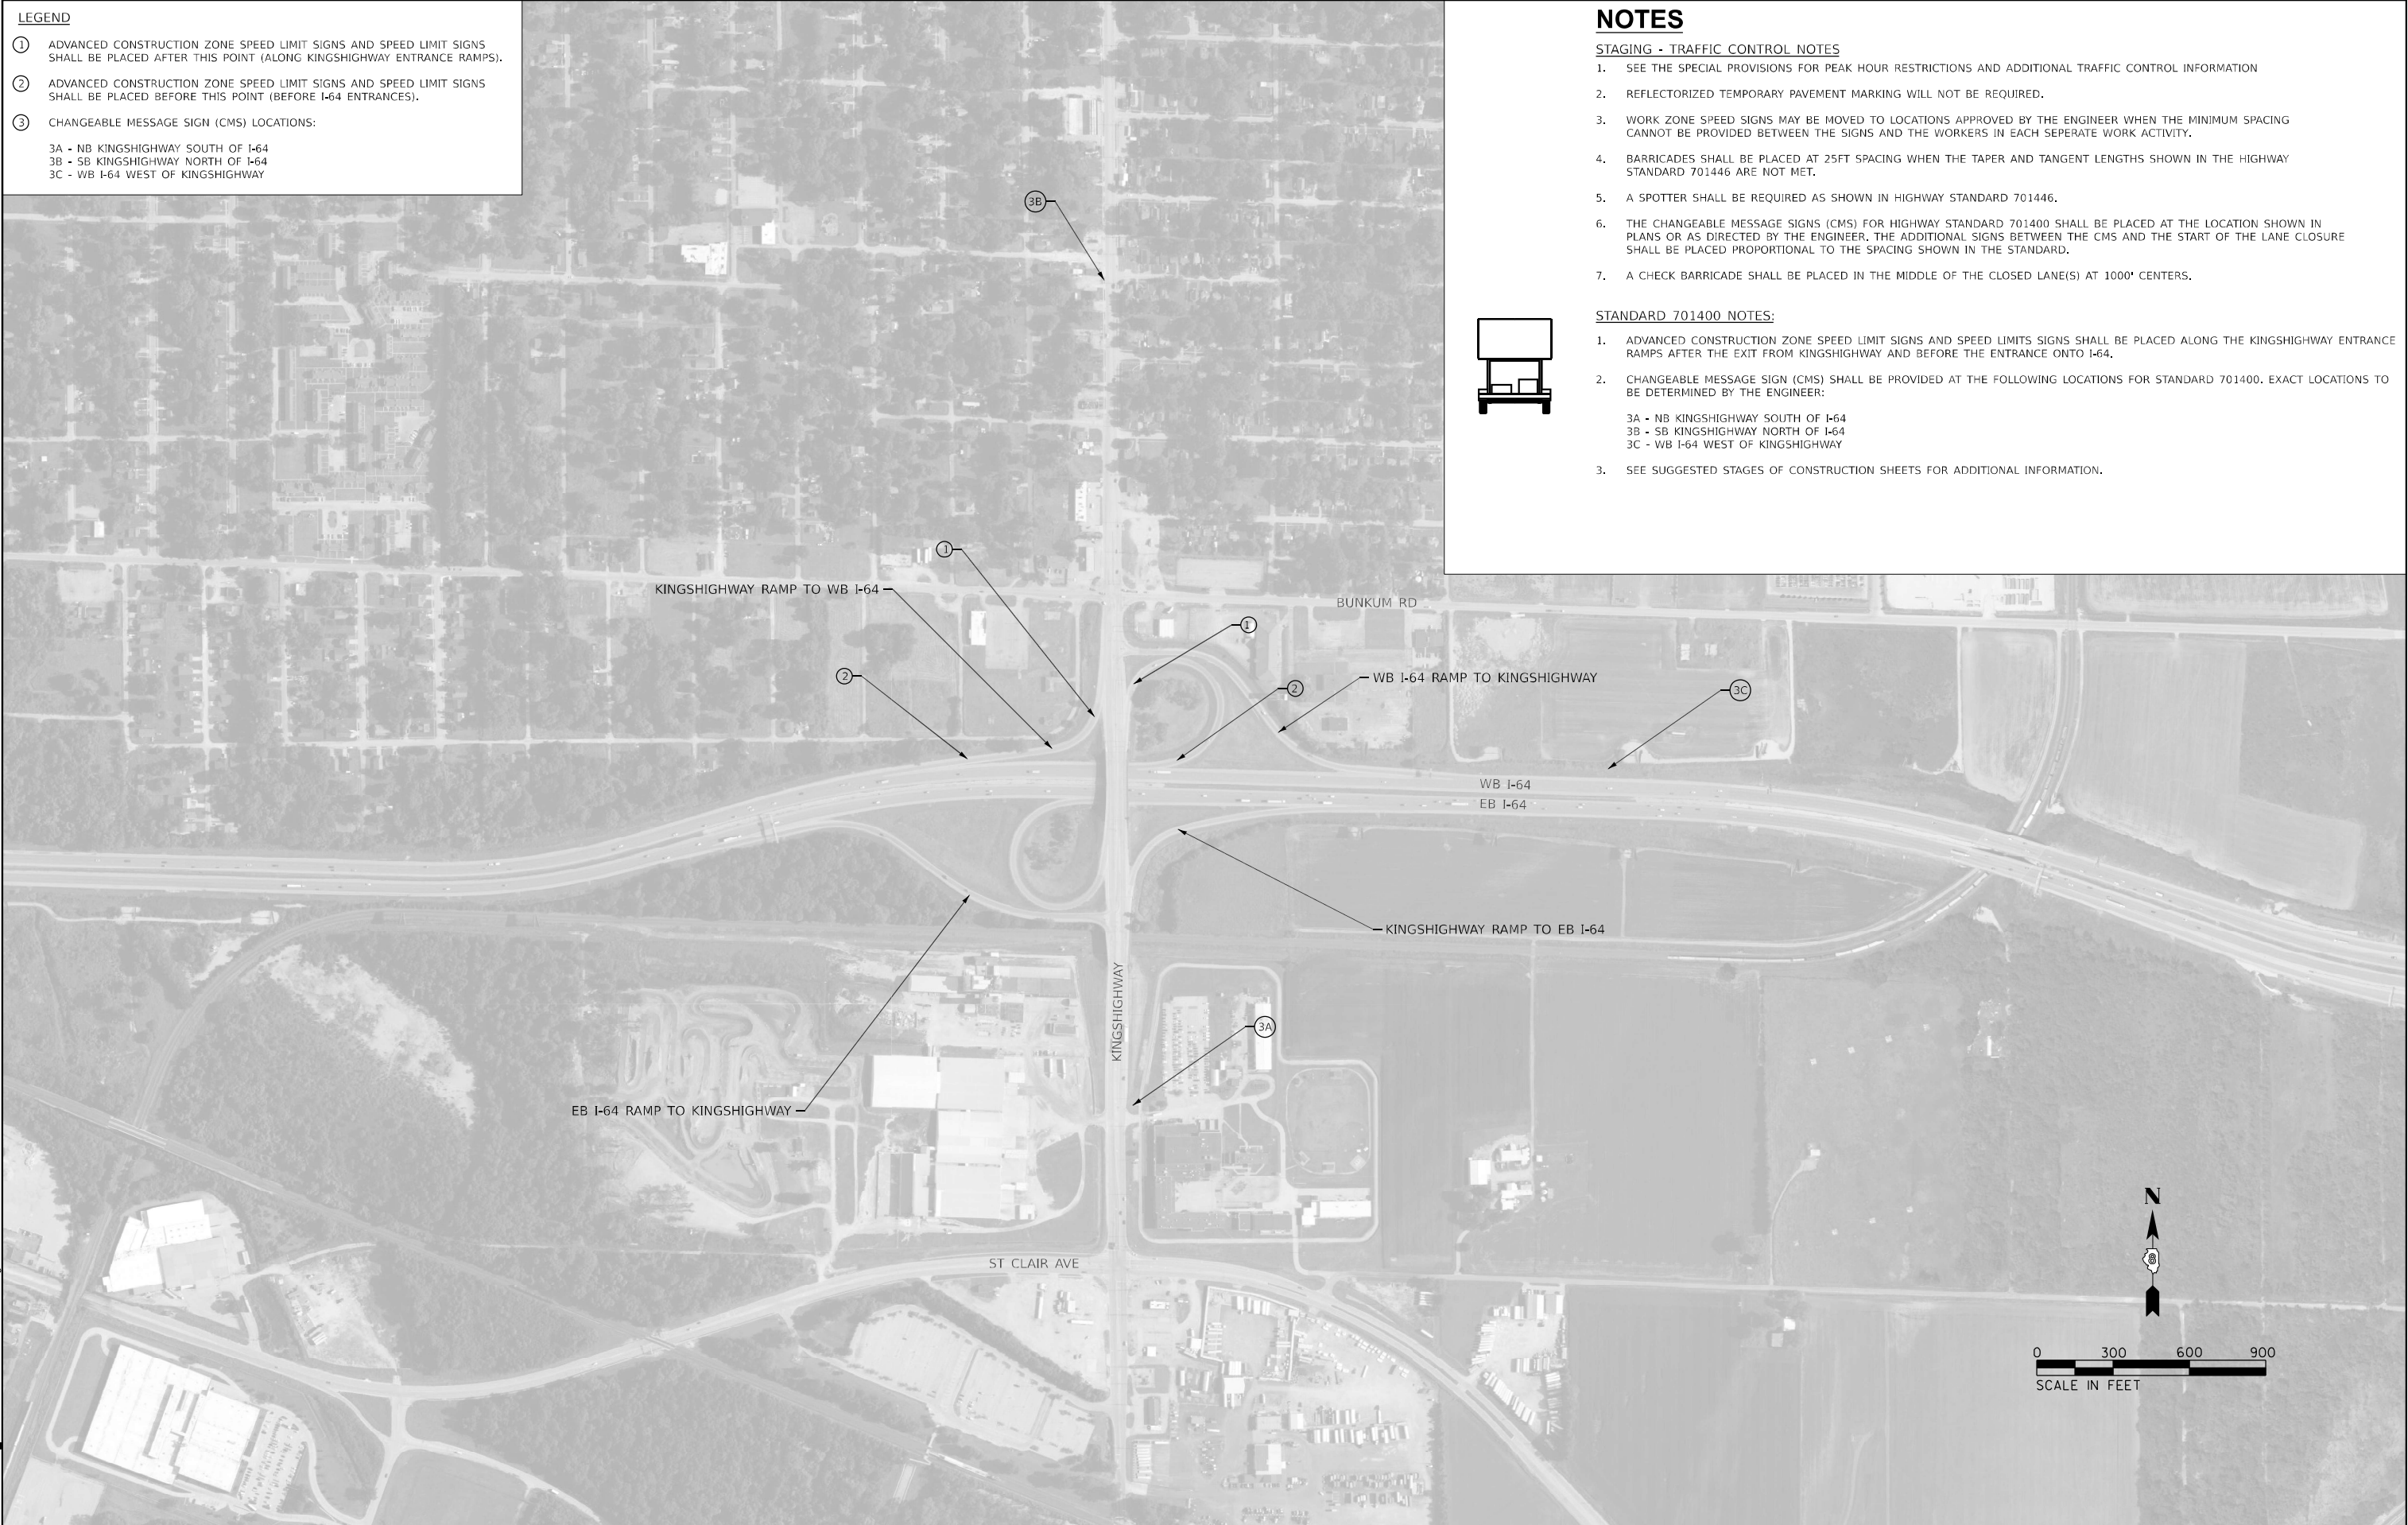 LEGEND
1 ADVANCED CONSTRUCTION ZONE SPEED LIMIT SIGNS AND SPEED LIMIT SIGNS
SHALL BE PLACED AFTER THIS POINT (ALONG KINGSHIGHWAY ENTRANCE RAMPS).
2 ADVANCED CONSTRUCTION ZONE SPEED LIMIT SIGNS AND SPEED LIMIT SIGNS
SHALL BE PLACED BEFORE THIS POINT (BEFORE I-64 ENTRANCES).
3 CHANGEABLE MESSAGE SIGN (CMS) LOCATIONS:
3A - NB KINGSHIGHWAY SOUTH OF I-64
3B - SB KINGSHIGHWAY NORTH OF I-64
3C - WB I-64 WEST OF KINGSHIGHWAY
NOTES
STAGING - TRAFFIC CONTROL NOTES
1. SEE THE SPECIAL PROVISIONS FOR PEAK HOUR RESTRICTIONS AND ADDITIONAL TRAFFIC CONTROL INFORMATION
2. REFLECTORIZED TEMPORARY PAVEMENT MARKING WILL NOT BE REQUIRED.
3. WORK ZONE SPEED SIGNS MAY BE MOVED TO LOCATIONS APPROVED BY THE ENGINEER WHEN THE MINIMUM SPACING
CANNOT BE PROVIDED BETWEEN THE SIGNS AND THE WORKERS IN EACH SEPERATE WORK ACTIVITY.
4. BARRICADES SHALL BE PLACED AT 25FT SPACING WHEN THE TAPER AND TANGENT LENGTHS SHOWN IN THE HIGHWAY
STANDARD 701446 ARE NOT MET.
5. A SPOTTER SHALL BE REQUIRED AS SHOWN IN HIGHWAY STANDARD 701446.
6. THE CHANGEABLE MESSAGE SIGNS (CMS) FOR HIGHWAY STANDARD 701400 SHALL BE PLACED AT THE LOCATION SHOWN IN
PLANS OR AS DIRECTED BY THE ENGINEER. THE ADDITIONAL SIGNS BETWEEN THE CMS AND THE START OF THE LANE CLOSURE
SHALL BE PLACED PROPORTIONAL TO THE SPACING SHOWN IN THE STANDARD.
7. A CHECK BARRICADE SHALL BE PLACED IN THE MIDDLE OF THE CLOSED LANE(S) AT 1000' CENTERS.
STANDARD 701400 NOTES:
1. ADVANCED CONSTRUCTION ZONE SPEED LIMIT SIGNS AND SPEED LIMITS SIGNS SHALL BE PLACED ALONG THE KINGSHIGHWAY ENTRANCE
RAMPS AFTER THE EXIT FROM KINGSHIGHWAY AND BEFORE THE ENTRANCE ONTO I-64.
2. CHANGEABLE MESSAGE SIGN (CMS) SHALL BE PROVIDED AT THE FOLLOWING LOCATIONS FOR STANDARD 701400. EXACT LOCATIONS TO
BE DETERMINED BY THE ENGINEER:
3A - NB KINGSHIGHWAY SOUTH OF I-64
3B - SB KINGSHIGHWAY NORTH OF I-64
3C - WB I-64 WEST OF KINGSHIGHWAY
3. SEE SUGGESTED STAGES OF CONSTRUCTION SHEETS FOR ADDITIONAL INFORMATION.
3B
1
KINGSHIGHWAY RAMP TO WB I-64
BUNKUM RD
1
2
WB I-64 RAMP TO KINGSHIGHWAY
2
3C
WB I-64
EB I-64
KINGSHIGHWAY RAMP TO EB I-64
KINGSHIGHWAY
3A
EB I-64 RAMP TO KINGSHIGHWAY
ST CLAIR AVE
N
8
0 300 600 900
SCALE IN FEET